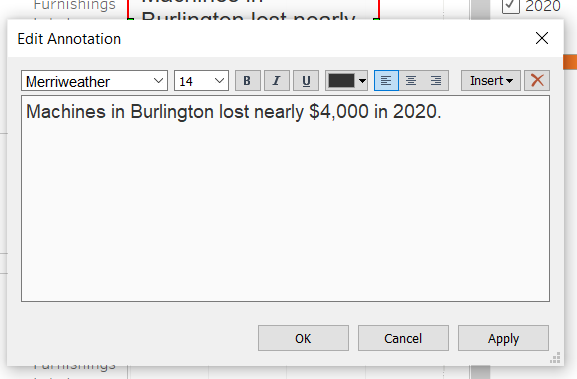 Furnishings
Machines in
2020
Burlington lost nearly
Edit Annotation
Merriweather 14 B I U Insert
Machines in Burlington lost nearly $4,000 in 2020.
OK Cancel Apply
Furnishings